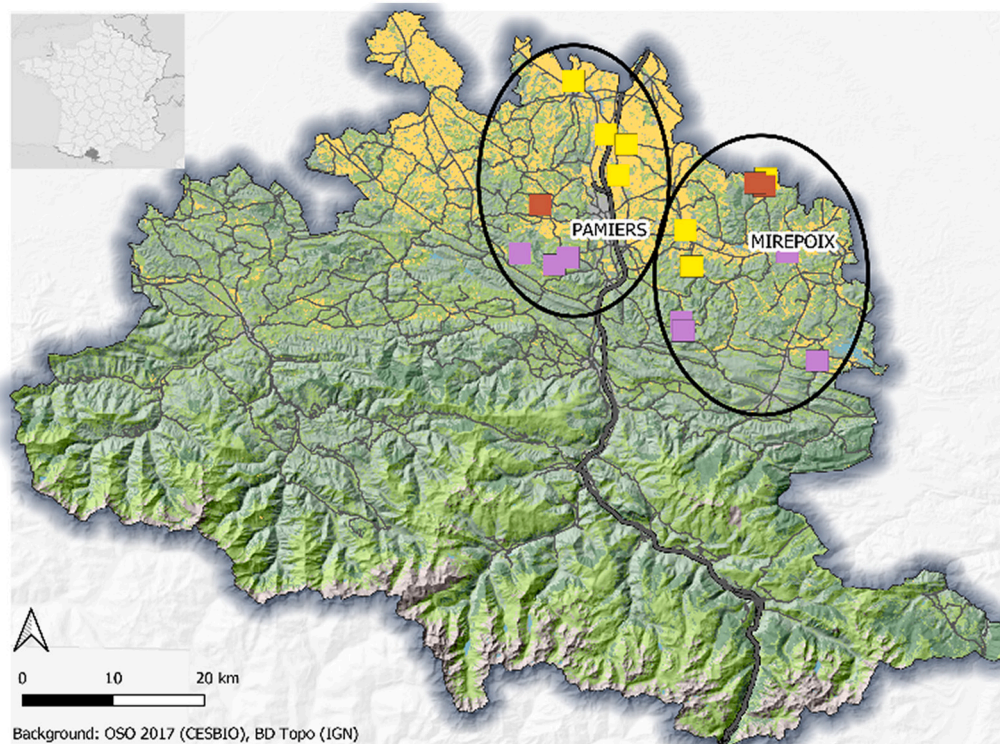 PAMIERS
MIREPOIX
0 10 20 km
Background: OSO 2017 (CESBIO), BD Topo (IGN)